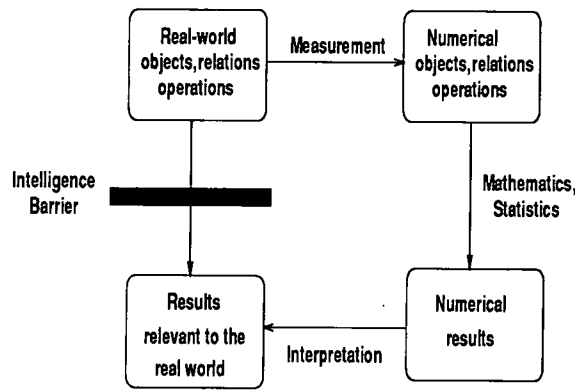 Real-world
objects,relations
operations
Measurement
Numerical
objects,relations
operations
Intelligence
Barrier
Mathematics,
Statistics
Results
relevant to the
real world
Interpretation
Numerical
results